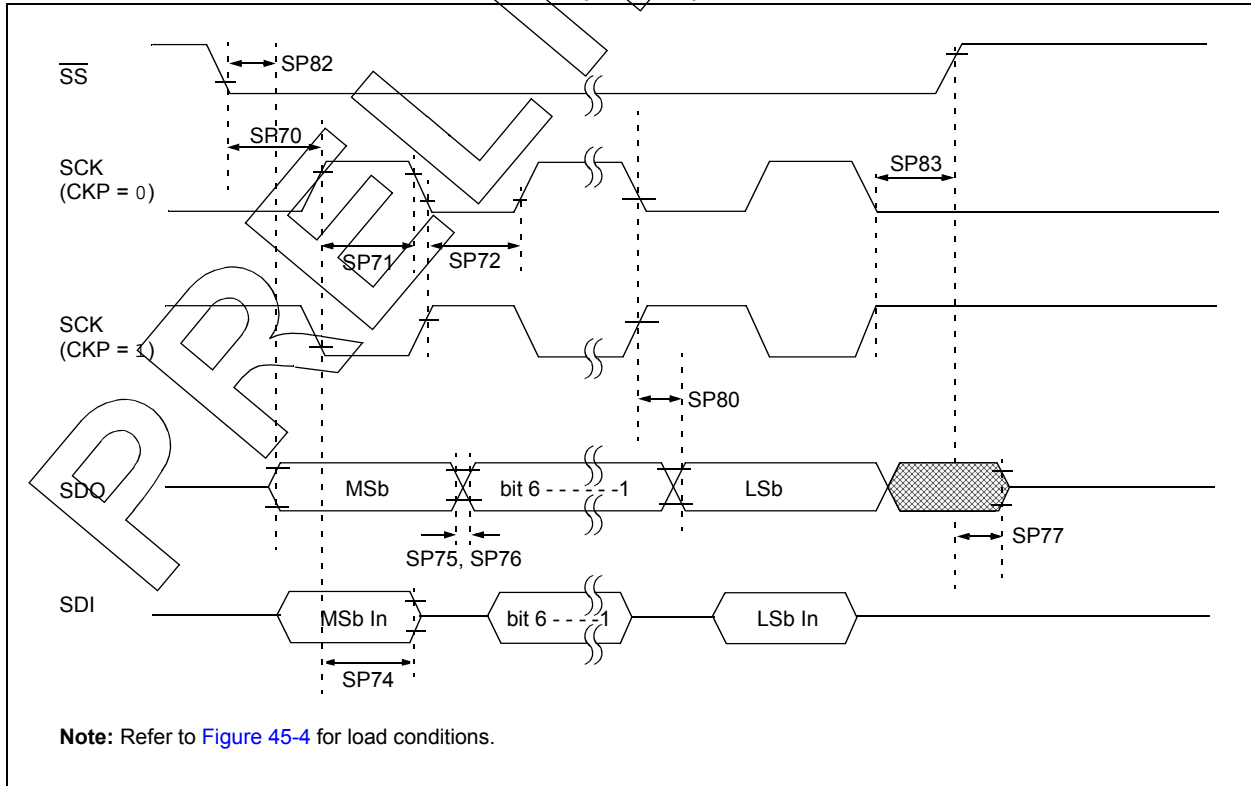 SS
SP82
SP70
SCK
(CKP = 0)
SP83
SP71
SP72
SCK
(CKP = 1)
SP80
SDO
MSb
bit 6 - - - - - -1
LSb
SP75, SP76
SP77
SDI
MSb In
bit 6 - - - -1
LSb In
SP74
Note: Refer to Figure 45-4 for load conditions.